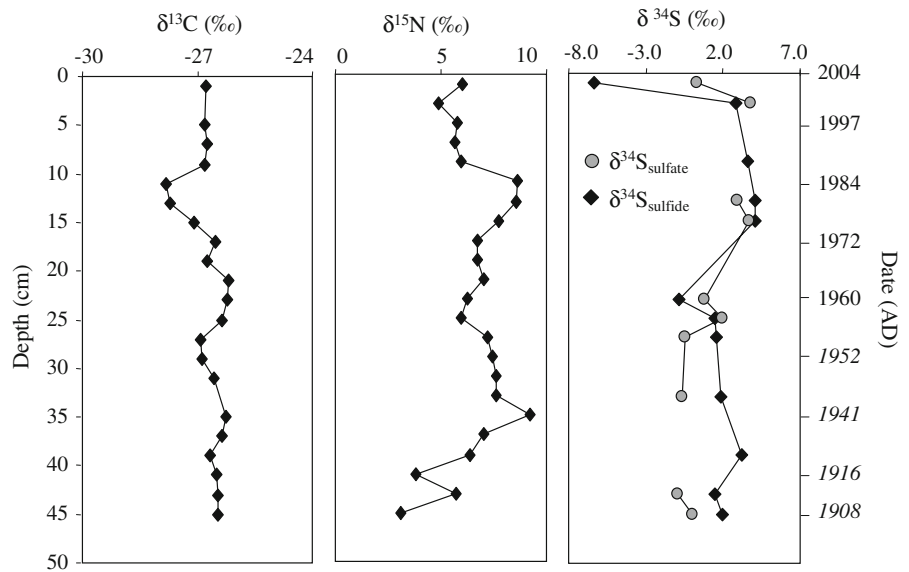 δ¹³C (‰)
-30 -27 -24
δ¹⁵N (‰)
0 5 10
δ ³⁴S (‰)
-8.0 -3.0 2.0 7.0
Depth (cm)
0
5
10
15
20
25
30
35
40
45
50
δ³⁴S sulfate
δ³⁴S sulfide
2004
1997
1984
1972
1960
1952
1941
1916
1908
Date (AD)